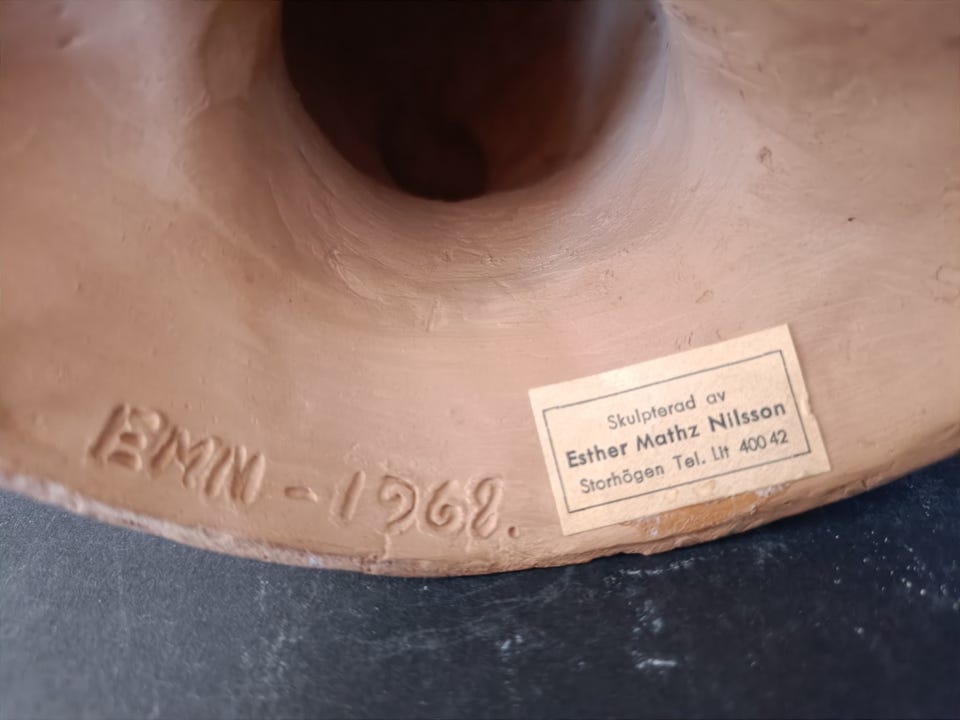 EMN - 1968.
Skulpterad av
Esther Mathz Nilsson
Storhögen Tel. Lit 400 42